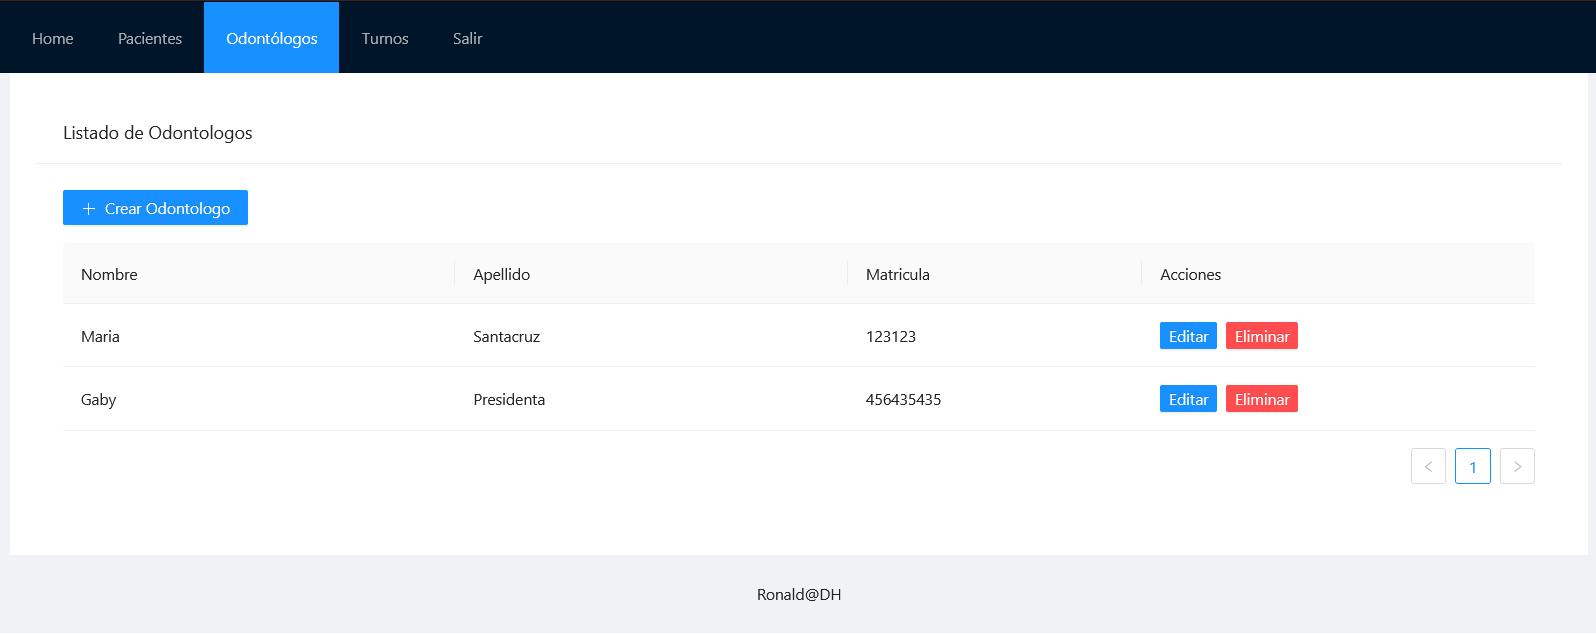 Home Pacientes Odontólogos Turnos Salir
Listado de Odontologos
+ Crear Odontologo
Nombre Apellido Matricula Acciones
Maria Santacruz 123123 Editar Eliminar
Gaby Presidenta 456435435 Editar Eliminar
< 1 >
Ronald@DH